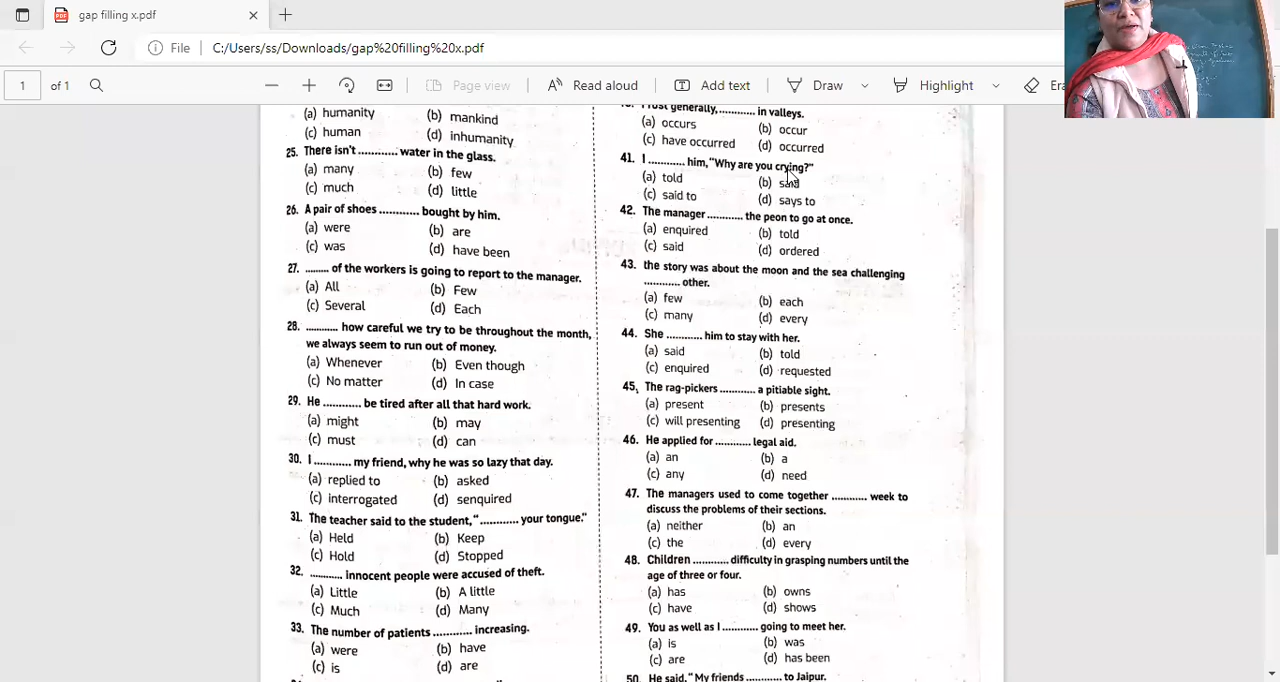 gap filling x.pdf
File
C:/Users/ss/Downloads/gap%20filling%20x.pdf
1 of 1
Page view
Read aloud
Add text
Draw
Highlight
(a) humanity (b) mankind
(c) human (d) inhumanity
25. There isn't ............ water in the glass.
(a) many (b) few
(c) much (d) little
26. A pair of shoes ............ bought by him.
(a) were (b) are
(c) was (d) have been
27. ......... of the workers is going to report to the manager.
(a) All (b) Few
(c) Several (d) Each
28. ............ how careful we try to be throughout the month,
we always seem to run out of money.
(a) Whenever (b) Even though
(c) No matter (d) In case
29. He ............ be tired after all that hard work.
(a) might (b) may
(c) must (d) can
30. I ............ my friend, why he was so lazy that day.
(a) replied to (b) asked
(c) interrogated (d) senquired
31. The teacher said to the student, "............ your tongue."
(a) Held (b) Keep
(c) Hold (d) Stopped
32. ............ innocent people were accused of theft.
(a) Little (b) A little
(c) Much (d) Many
33. The number of patients ............ increasing.
(a) were (b) have
(c) is (d) are
generally, ............ in valleys.
(a) occurs (b) occur
(c) have occurred (d) occurred
41. I ............ him, "Why are you crying?"
(a) told (b) said
(c) said to (d) says to
42. The manager ............ the peon to go at once.
(a) enquired (b) told
(c) said (d) ordered
43. the story was about the moon and the sea challenging
............ other.
(a) few (b) each
(c) many (d) every
44. She ............ him to stay with her.
(a) said (b) told
(c) enquired (d) requested
45. The rag-pickers ............ a pitiable sight.
(a) present (b) presents
(c) will presenting (d) presenting
46. He applied for ............ legal aid.
(a) an (b) a
(c) any (d) need
47. The managers used to come together ............ week to
discuss the problems of their sections.
(a) neither (b) an
(c) the (d) every
48. Children ............ difficulty in grasping numbers until the
age of three or four.
(a) has (b) owns
(c) have (d) shows
49. You as well as I ............ going to meet her.
(a) is (b) was
(c) are (d) has been
50. He said, "My friends ............ to Jaipur.